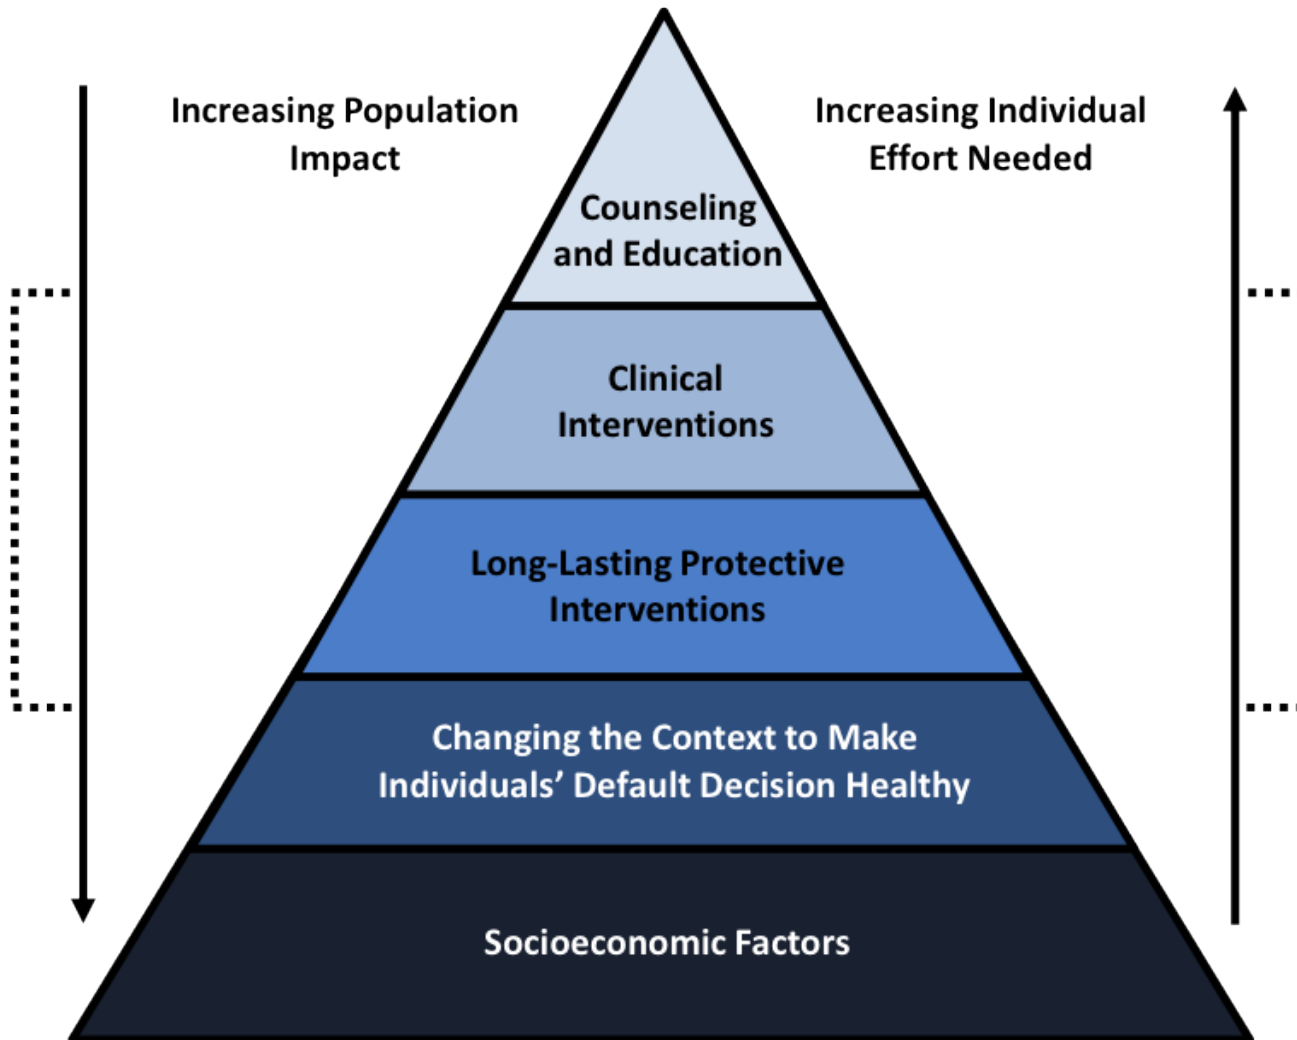 Increasing Population
Impact
Increasing Individual
Effort Needed
Counseling
and Education
Clinical
Interventions
Long-Lasting Protective
Interventions
Changing the Context to Make
Individuals’ Default Decision Healthy
Socioeconomic Factors